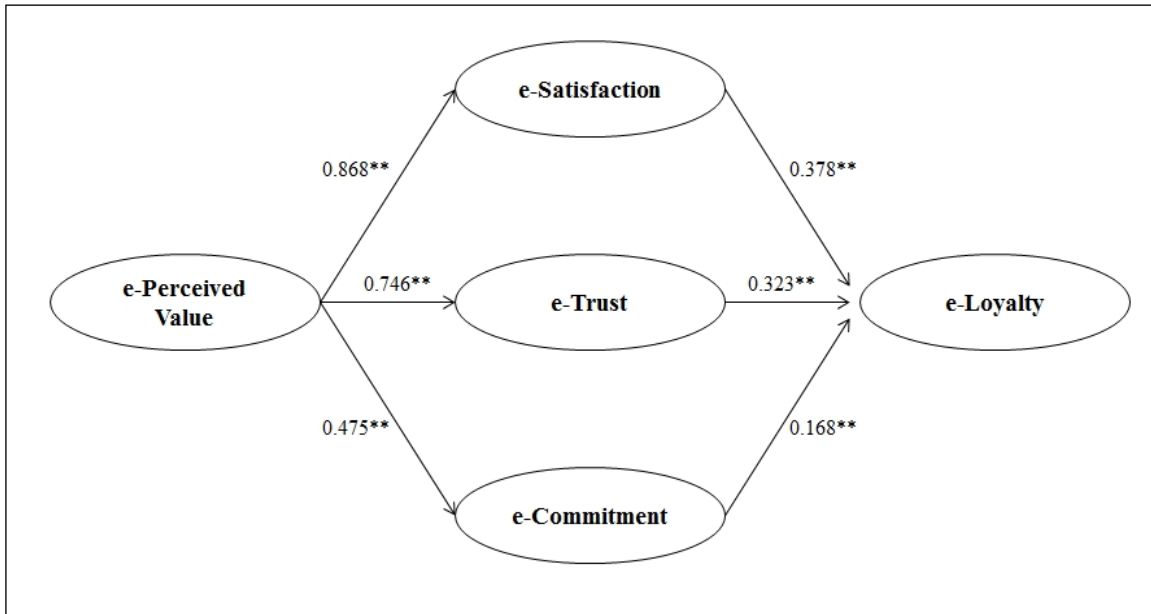 e-Satisfaction
0.868**
0.378**
e-Perceived
Value
0.746**
e-Trust
0.323**
e-Loyalty
0.475**
0.168**
e-Commitment